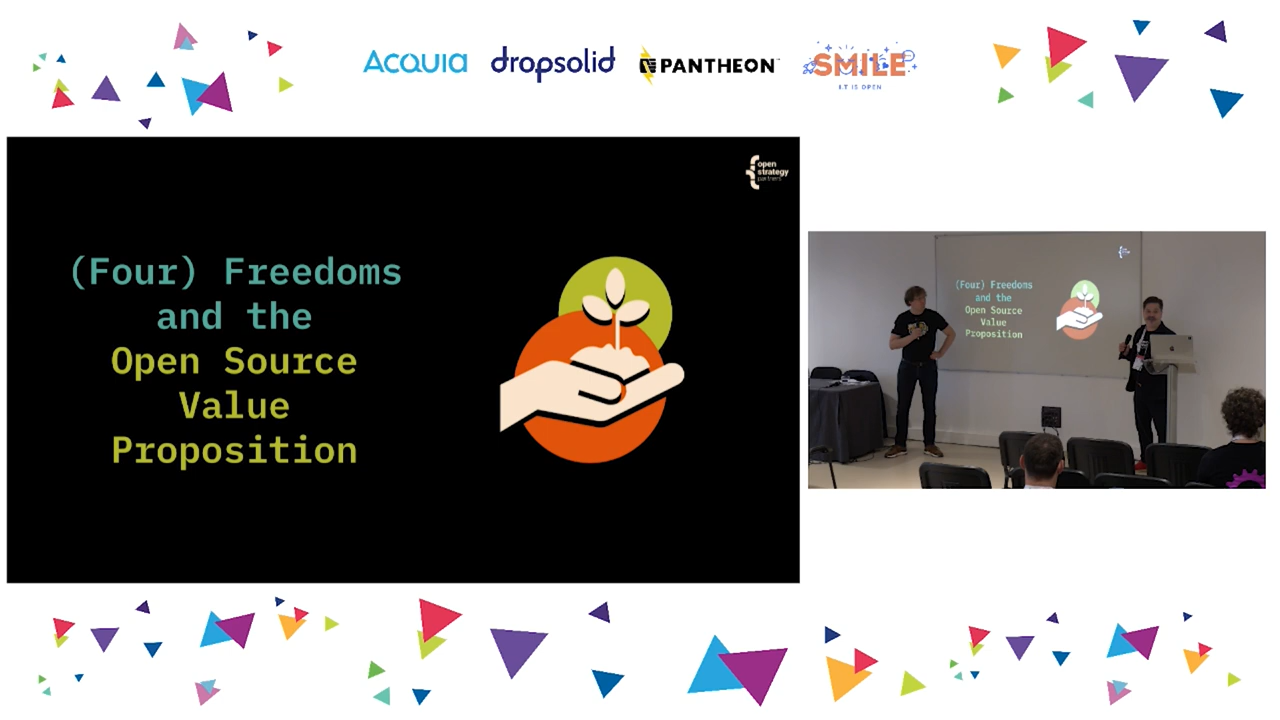 ACQUIA
dropsolid
PANTHEON
SMILE
I.T IS OPEN
open
strategy
partners
(Four) Freedoms
and the
Open Source
Value
Proposition
(Four) Freedoms
and the
Open Source
Value
Proposition